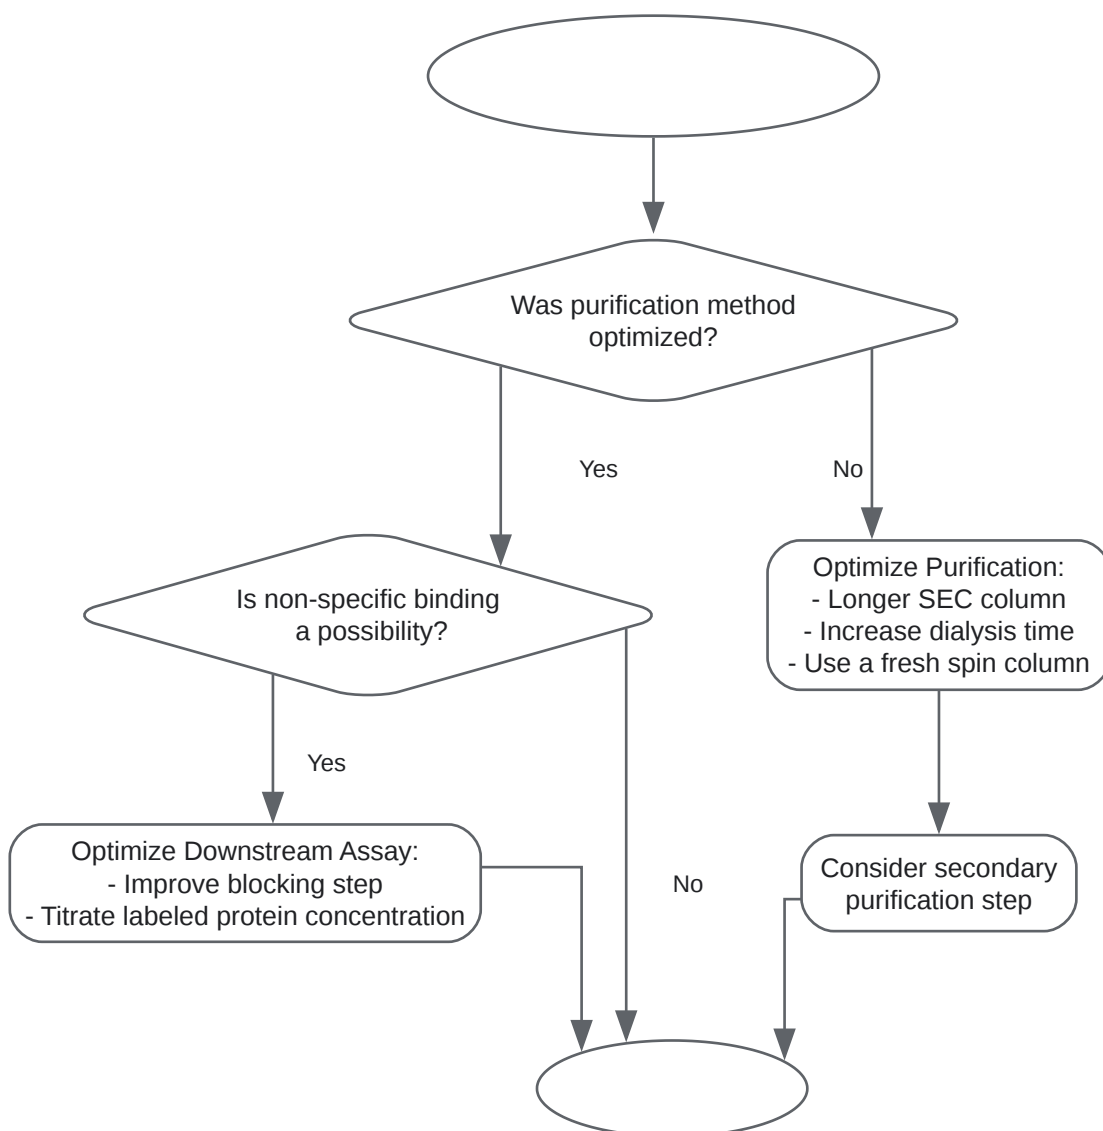 Was purification method
optimized?
Yes
No
Is non-specific binding
a possibility?
Optimize Purification:
- Longer SEC column
- Increase dialysis time
- Use a fresh spin column
Yes
Optimize Downstream Assay:
- Improve blocking step
- Titrate labeled protein concentration
No
Consider secondary
purification step